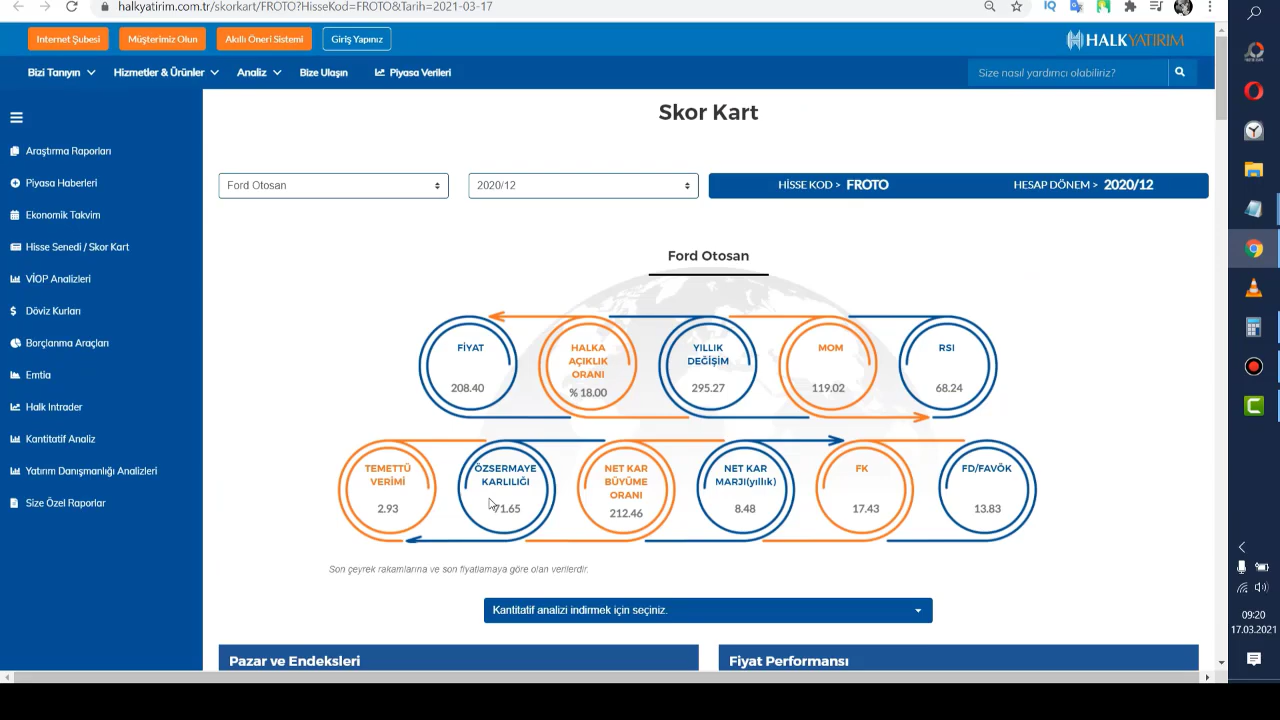 halkyatirim.com.tr/skorkart/FROTO?HisseKod=FROTO&Tarih=2021-03-17
Internet Şubesi
Müşterimiz Olun
Akıllı Öneri Sistemi
Giriş Yapınız
HALKYATIRIM
Bizi Tanıyın
Hizmetler & Ürünler
Analiz
Bize Ulaşın
Piyasa Verileri
Size nasıl yardımcı olabiliriz?
Araştırma Raporları
Piyasa Haberleri
Ekonomik Takvim
Hisse Senedi / Skor Kart
VİOP Analizleri
Döviz Kurları
Borçlanma Araçları
Emtia
Halk Intrader
Kantitatif Analiz
Yatırım Danışmanlığı Analizleri
Size Özel Raporlar
Skor Kart
Ford Otosan
2020/12
HİSSE KOD > FROTO
HESAP DÖNEM > 2020/12
Ford Otosan
FİYAT
208.40
HALKA
AÇIKLIK
ORANI
% 18.00
YILLIK
DEĞİŞİM
295.27
MOM
119.02
RSI
68.24
TEMETTÜ
VERİMİ
2.93
ÖZSERMAYE
KARLILIĞI
71.65
NET KAR
BÜYÜME
ORANI
212.46
NET KAR
MARJI(yıllık)
8.48
FK
17.43
FD/FAVÖK
13.83
Son çeyrek rakamlarına ve son fiyatlamaya göre olan verilerdir.
Kantitatif analizi indirmek için seçiniz.
Pazar ve Endeksleri
Fiyat Performansı
09:20
17.03.2021